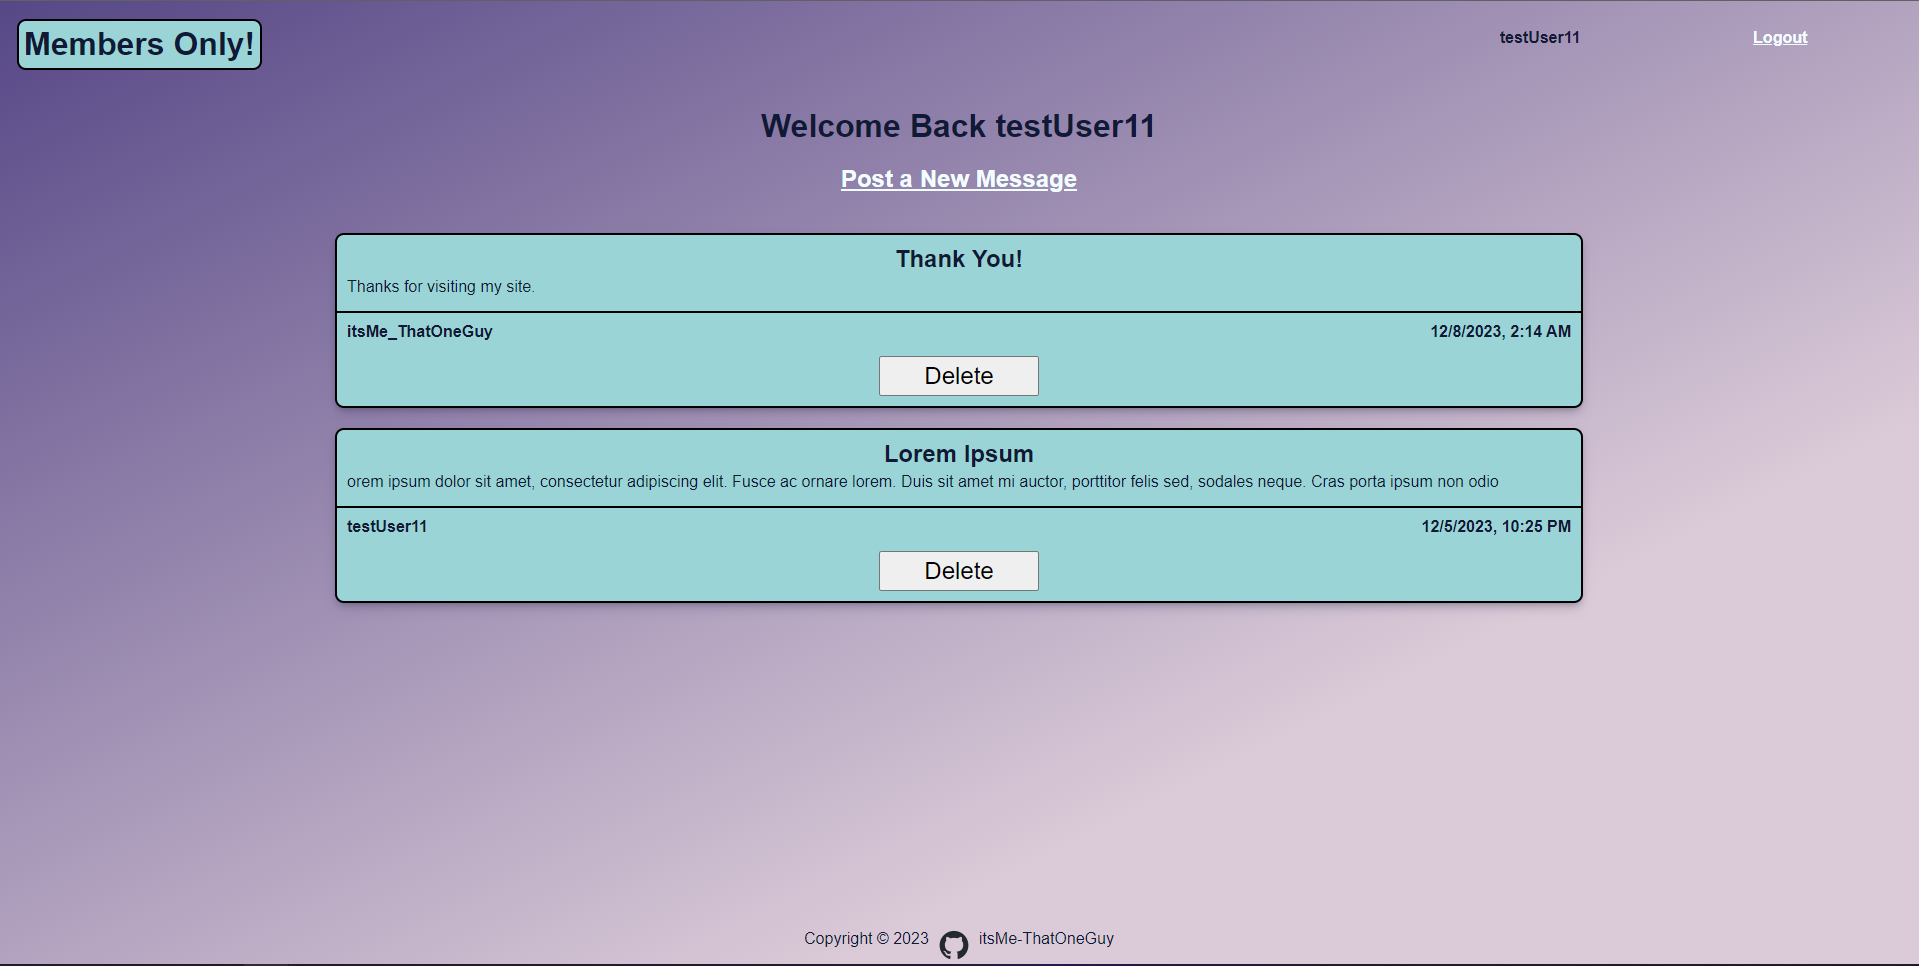 Members Only!
testUser11
Logout
Welcome Back testUser11
Post a New Message
Thank You!
Thanks for visiting my site.
itsMe_ThatOneGuy
12/8/2023, 2:14 AM
Delete
Lorem Ipsum
orem ipsum dolor sit amet, consectetur adipiscing elit. Fusce ac ornare lorem. Duis sit amet mi auctor, porttitor felis sed, sodales neque. Cras porta ipsum non odio
testUser11
12/5/2023, 10:25 PM
Delete
Copyright © 2023 itsMe-ThatOneGuy